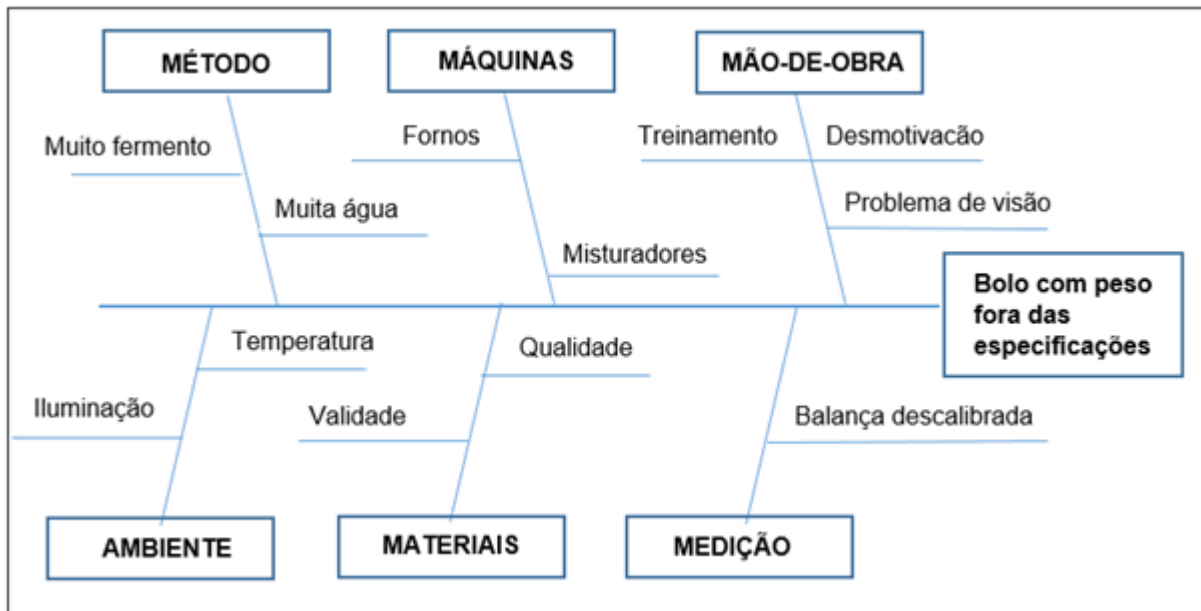 MÉTODO
MÁQUINAS
MÃO-DE-OBRA
Muito fermento
Fornos
Treinamento
Desmotivacão
Muita água
Problema de visão
Misturadores
Bolo com peso
fora das
especificações
Temperatura
Qualidade
Iluminação
Validade
Balança descalibrada
AMBIENTE
MATERIAIS
MEDIÇÃO